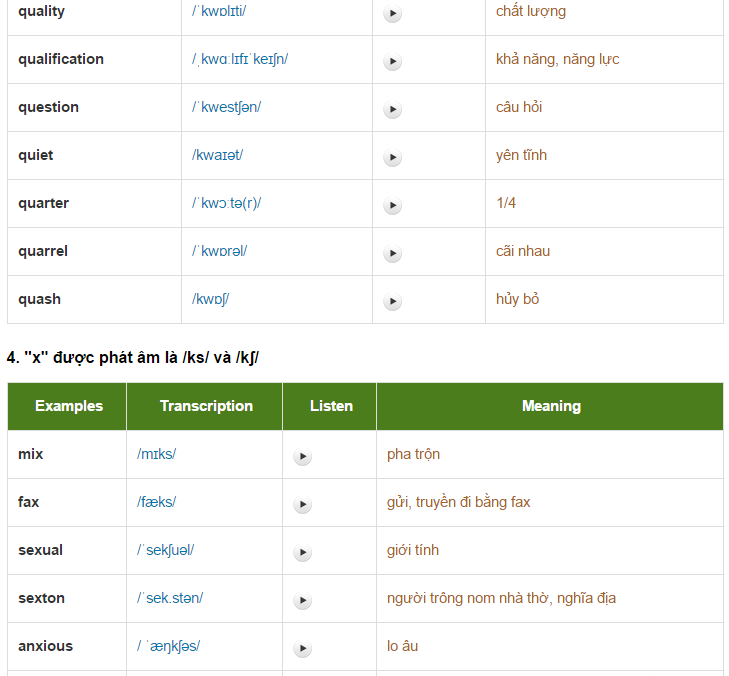 quality /ˈkwɒlɪti/ chất lượng
qualification /ˌkwɑːlɪfɪˈkeɪʃn/ khả năng, năng lực
question /ˈkwestʃən/ câu hỏi
quiet /kwaɪət/ yên tĩnh
quarter /ˈkwɔːtə(r)/ 1/4
quarrel /ˈkwɒrəl/ cãi nhau
quash /kwɒʃ/ hủy bỏ
4. "x" được phát âm là /ks/ và /kʃ/
Examples Transcription Listen Meaning
mix /mɪks/ pha trộn
fax /fæks/ gửi, truyền đi bằng fax
sexual /ˈsekʃuəl/ giới tính
sexton /ˈsek.stən/ người trông nom nhà thờ, nghĩa địa
anxious / ˈæŋkʃəs/ lo âu